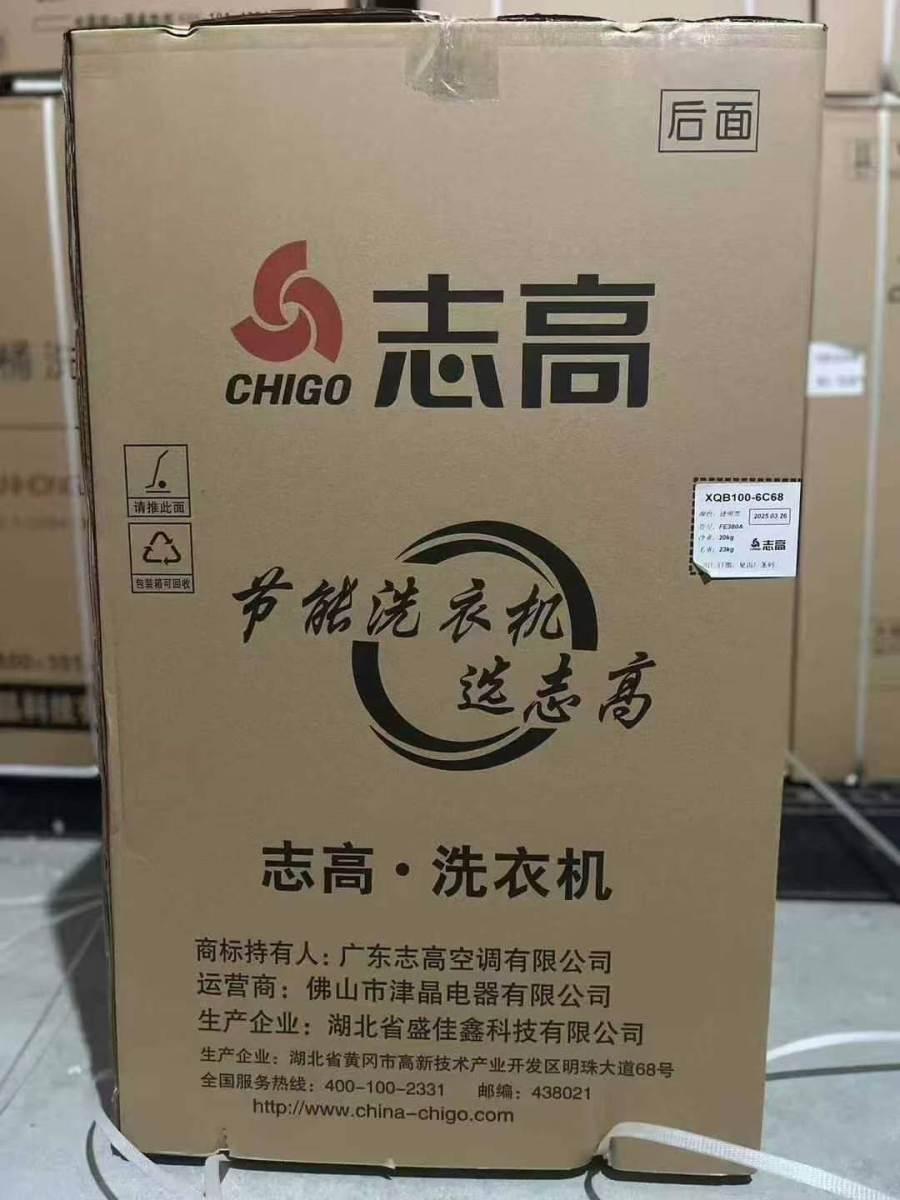 后面
CHIGO 志高
请推此面
包装箱可回收
XQB100-6C68
2025.03.26
FE380A
20kg
23kg
志高
节能洗衣机
选志高
志高·洗衣机
商标持有人：广东志高空调有限公司
运营商：佛山市津晶电器有限公司
生产企业：湖北省盛佳鑫科技有限公司
生产企业：湖北省黄冈市高新技术产业开发区明珠大道68号
全国服务热线：400-100-2331 邮编：438021
http://www.china-chigo.com
桶洗